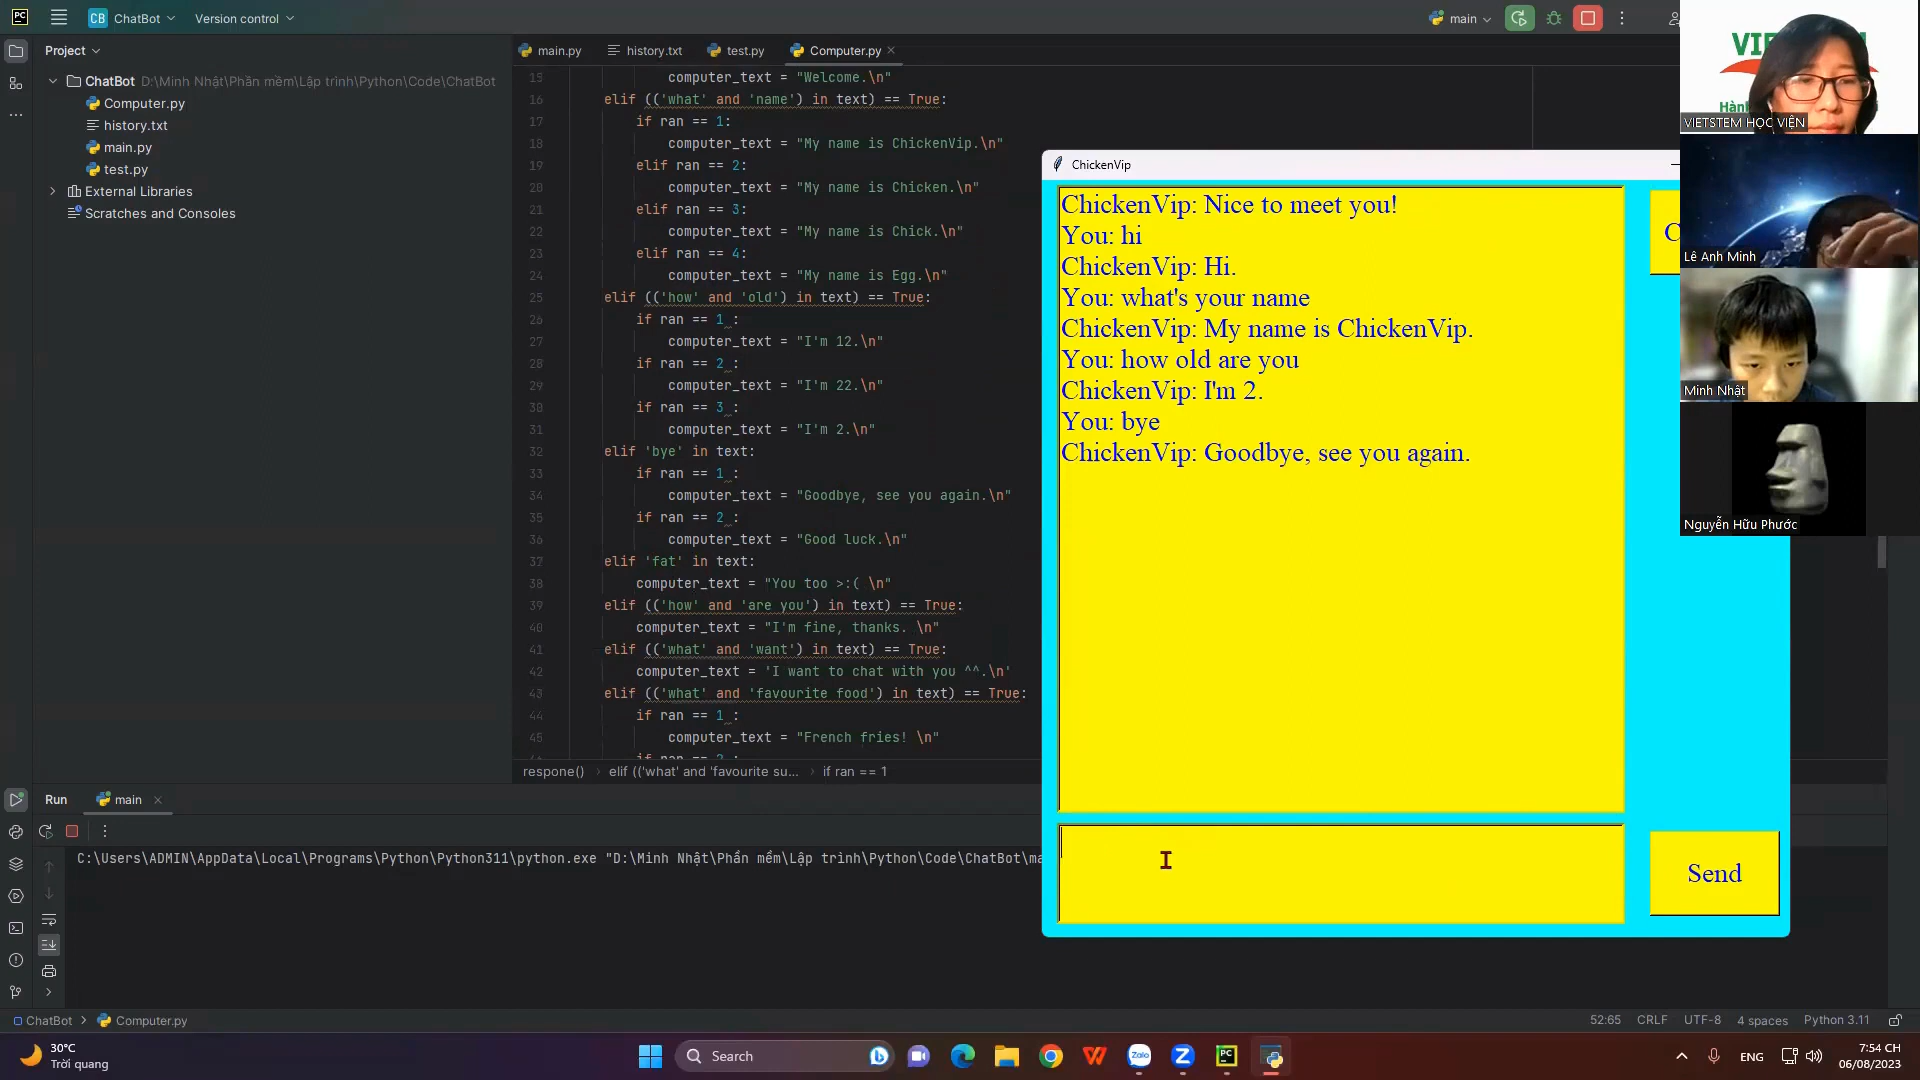 PC
CB ChatBot
Version control
main
Project
main.py
history.txt
test.py
Computer.py
ChatBot D:\Minh Nhật\Phần mềm\Lập trình\Python\Code\ChatBot
Computer.py
history.txt
main.py
test.py
External Libraries
Scratches and Consoles
15 computer_text = "Welcome.\n"
16 elif (('what' and 'name') in text) == True:
17 if ran == 1:
18 computer_text = "My name is ChickenVip.\n"
19 elif ran == 2:
20 computer_text = "My name is Chicken.\n"
21 elif ran == 3:
22 computer_text = "My name is Chick.\n"
23 elif ran == 4:
24 computer_text = "My name is Egg.\n"
25 elif (('how' and 'old') in text) == True:
26 if ran == 1 :
27 computer_text = "I'm 12.\n"
28 if ran == 2 :
29 computer_text = "I'm 22.\n"
30 if ran == 3 :
31 computer_text = "I'm 2.\n"
32 elif 'bye' in text:
33 if ran == 1 :
34 computer_text = "Goodbye, see you again.\n"
35 if ran == 2 :
36 computer_text = "Good luck.\n"
37 elif 'fat' in text:
38 computer_text = "You too >:( \n"
39 elif (('how' and 'are you') in text) == True:
40 computer_text = "I'm fine, thanks. \n"
41 elif (('what' and 'want') in text) == True:
42 computer_text = 'I want to chat with you ^^.\n'
43 elif (('what' and 'favourite food') in text) == True:
44 if ran == 1 :
45 computer_text = "French fries! \n"
respone()
elif (('what' and 'favourite su...
if ran == 1
ChickenVip
ChickenVip: Nice to meet you!
You: hi
ChickenVip: Hi.
You: what's your name
ChickenVip: My name is ChickenVip.
You: how old are you
ChickenVip: I'm 2.
You: bye
ChickenVip: Goodbye, see you again.
Send
VIETSTEM HỌC VIỆN
Lê Anh Minh
Minh Nhật
Nguyễn Hữu Phước
Run
main
C:\Users\ADMIN\AppData\Local\Programs\Python\Python311\python.exe "D:\Minh Nhật\Phần mềm\Lập trình\Python\Code\ChatBot\ma
ChatBot
Computer.py
52:65
CRLF
UTF-8
4 spaces
Python 3.11
30°C
Trời quang
Search
Zalo
ENG
7:54 CH
06/08/2023